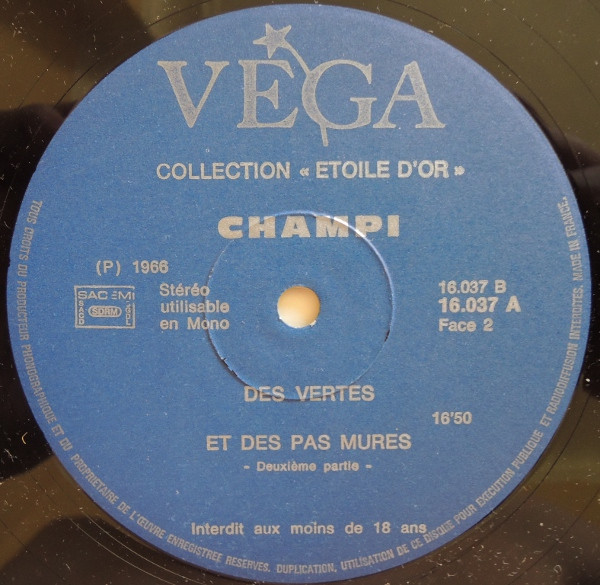 VEGA
COLLECTION « ETOILE D'OR »
CHAMPI
(P) 1966
SACEM
SACD
SDRM
SGDL
Stéréo
utilisable
en Mono
16.037 B
16.037 A
Face 2
DES VERTES
16'50
ET DES PAS MURES
- Deuxième partie -
Interdit aux moins de 18 ans
TOUS DROITS DU PRODUCTEUR PHONOGRAPHIQUE ET DU PROPRIETAIRE DE L'ŒUVRE ENREGISTREE RESERVES. DUPLICATION, UTILISATION DE CE DISQUE POUR EXECUTION PUBLIQUE ET RADIODIFFUSION INTERDITES. MADE IN FRANCE.